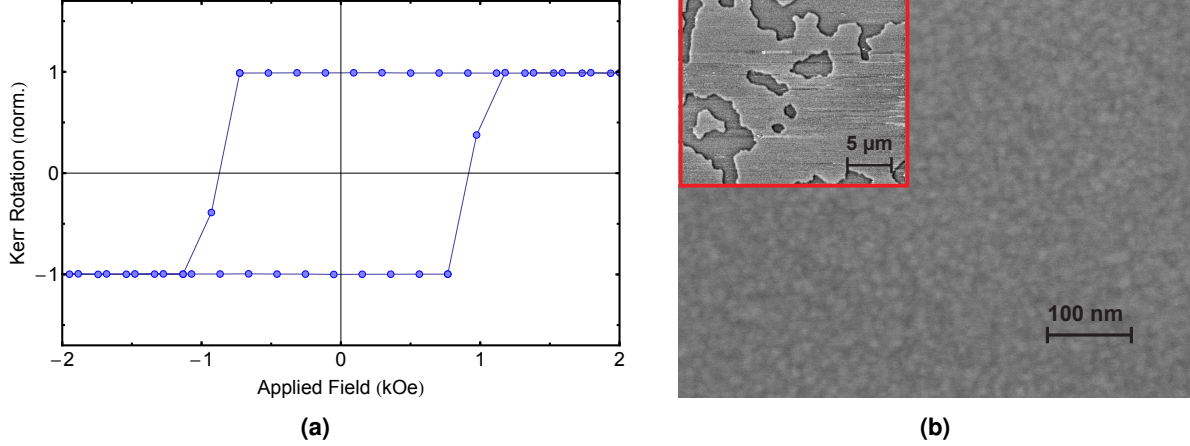 Kerr Rotation (norm.)
1
0
−1
−2
−1
0
1
2
Applied Field (kOe)
(a)
5 µm
100 nm
(b)